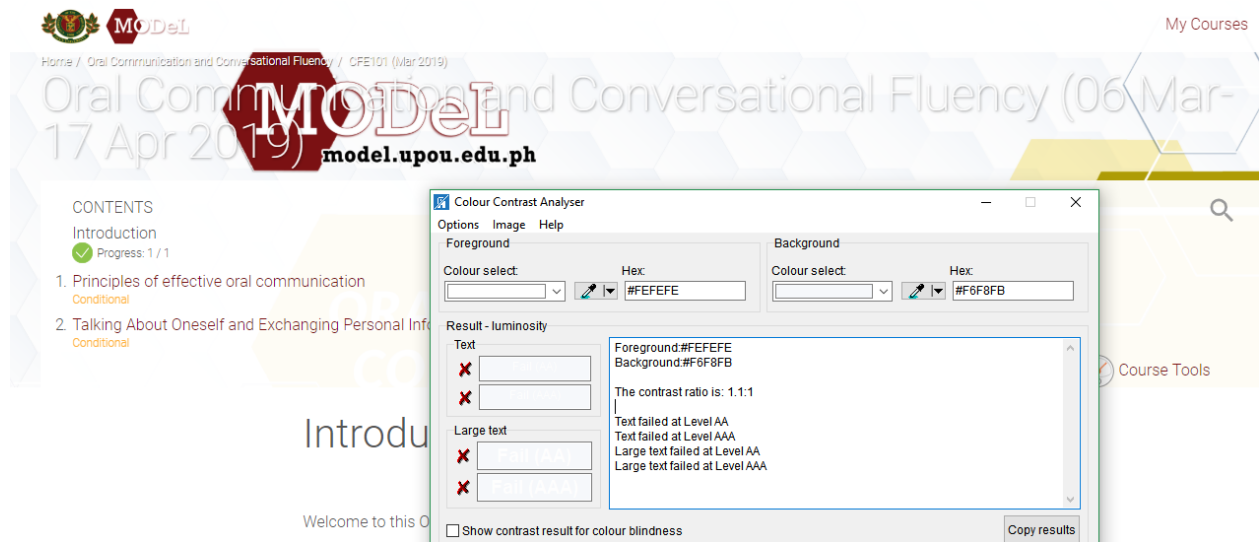 MODeL
My Courses
Home / Oral Communication and Conversational Fluency / CFE101 (Mar 2019)
Oral Communication and Conversational Fluency (06 Mar-
17 Apr 2019)
MODeL
model.upou.edu.ph
CONTENTS
Introduction
Progress: 1 / 1
1. Principles of effective oral communication
Conditional
2. Talking About Oneself and Exchanging Personal Info
Conditional
Course Tools
Introdu
Welcome to this O
Colour Contrast Analyser
Options Image Help
Foreground
Colour select: Hex:
#FEFEFE
Background
Colour select: Hex:
#F6F8FB
Result - luminosity
Text
Large text
Fail (AA)
Fail (AAA)
Foreground:#FEFEFE
Background:#F6F8FB
The contrast ratio is: 1.1:1
Text failed at Level AA
Text failed at Level AAA
Large text failed at Level AA
Large text failed at Level AAA
Show contrast result for colour blindness
Copy results